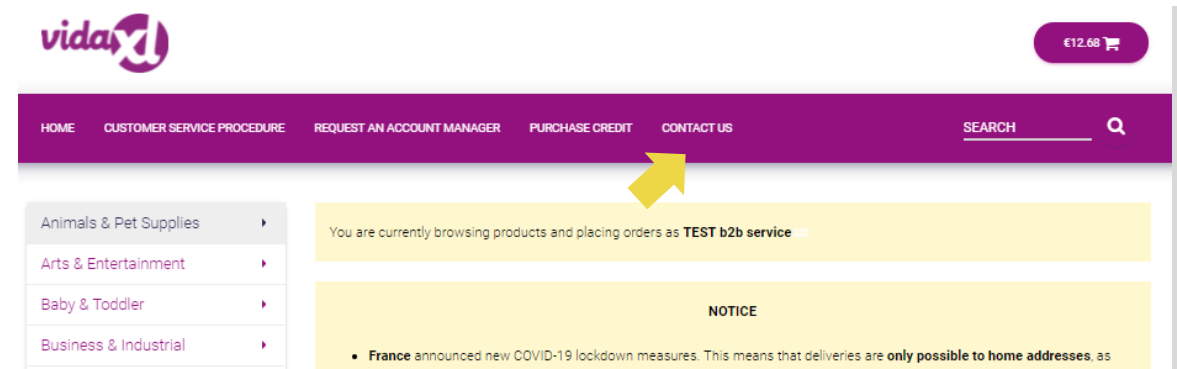 vidaXL
€12.68
HOME CUSTOMER SERVICE PROCEDURE REQUEST AN ACCOUNT MANAGER PURCHASE CREDIT CONTACT US SEARCH
Animals & Pet Supplies
Arts & Entertainment
Baby & Toddler
Business & Industrial
You are currently browsing products and placing orders as TEST b2b service
NOTICE
• France announced new COVID-19 lockdown measures. This means that deliveries are only possible to home addresses, as